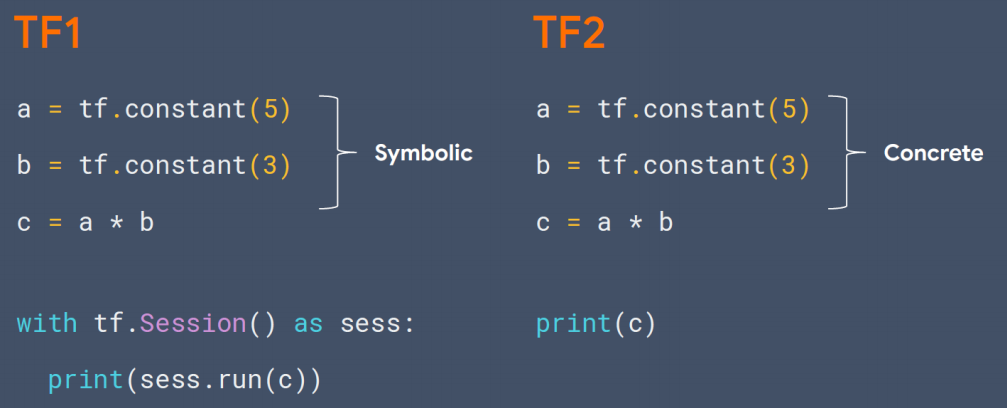 TF1
a = tf.constant(5)
b = tf.constant(3)
Symbolic
c = a * b
with tf.Session() as sess:
  print(sess.run(c))
TF2
a = tf.constant(5)
b = tf.constant(3)
Concrete
c = a * b
print(c)